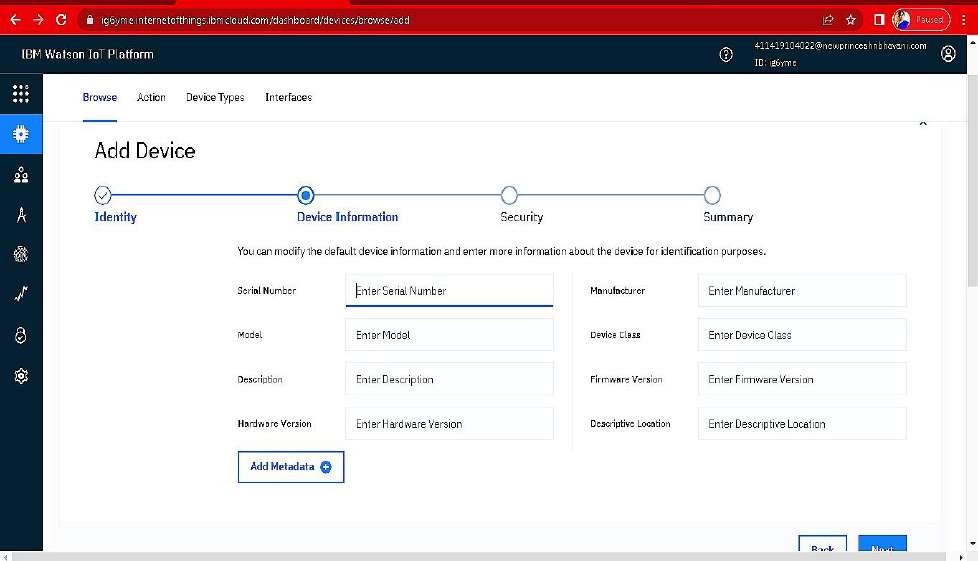 ig6yme.internetofthings.ibmcloud.com/dashboard/devices/browse/add
Paused
IBM Watson IoT Platform
411419104022@newprinceshribhavani.com
ID: ig6yme
Browse Action Device Types Interfaces
Add Device
Identity Device Information Security Summary
You can modify the default device information and enter more information about the device for identification purposes.
Serial Number Enter Serial Number Manufacturer Enter Manufacturer
Model Enter Model Device Class Enter Device Class
Description Enter Description Firmware Version Enter Firmware Version
Hardware Version Enter Hardware Version Descriptive Location Enter Descriptive Location
Add Metadata
Back Next